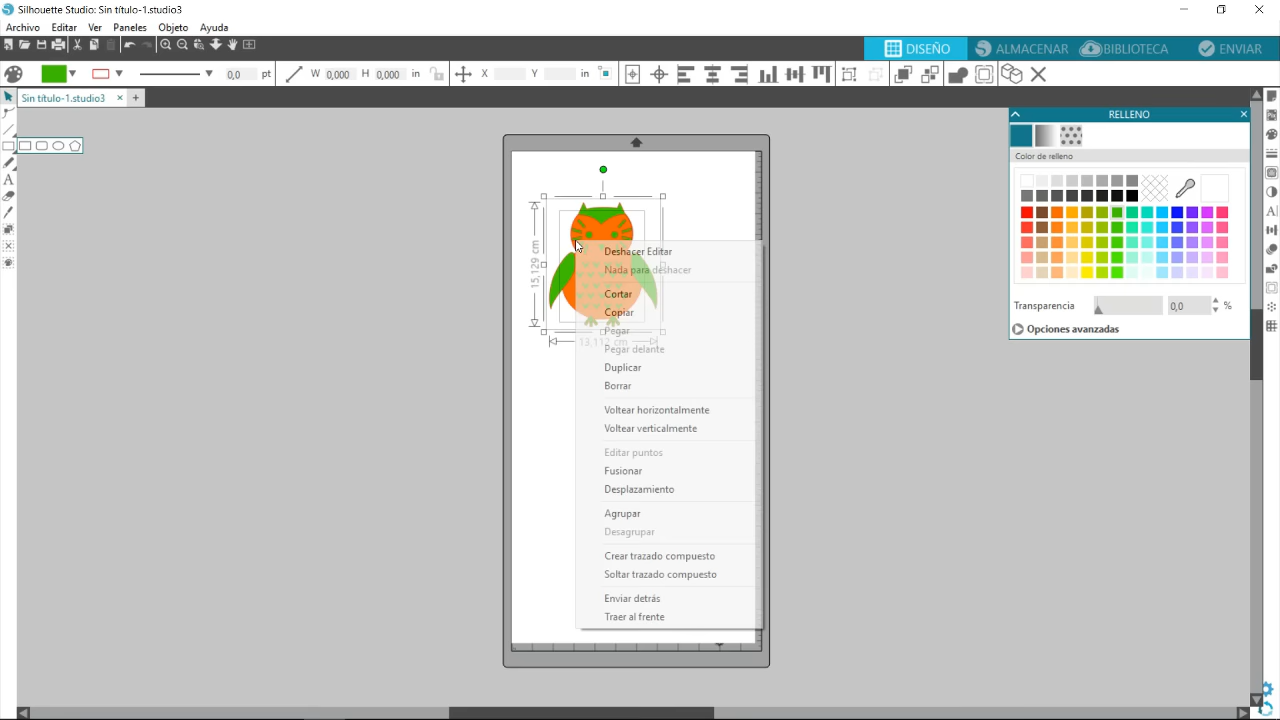 Silhouette Studio: Sin título-1.studio3
Archivo Editar Ver Paneles Objeto Ayuda
DISEÑO ALMACENAR BIBLIOTECA ENVIAR
0,0 pt W 0,000 H 0,000 in X Y in
Sin título-1.studio3 × +
RELLENO
Color de relleno
Transparencia 0,0 %
Opciones avanzadas
15,129 cm
13,112 cm
Deshacer Editar
Nada para deshacer
Cortar
Copiar
Pegar
Pegar delante
Duplicar
Borrar
Voltear horizontalmente
Voltear verticalmente
Editar puntos
Fusionar
Desplazamiento
Agrupar
Desagrupar
Crear trazado compuesto
Soltar trazado compuesto
Enviar detrás
Traer al frente